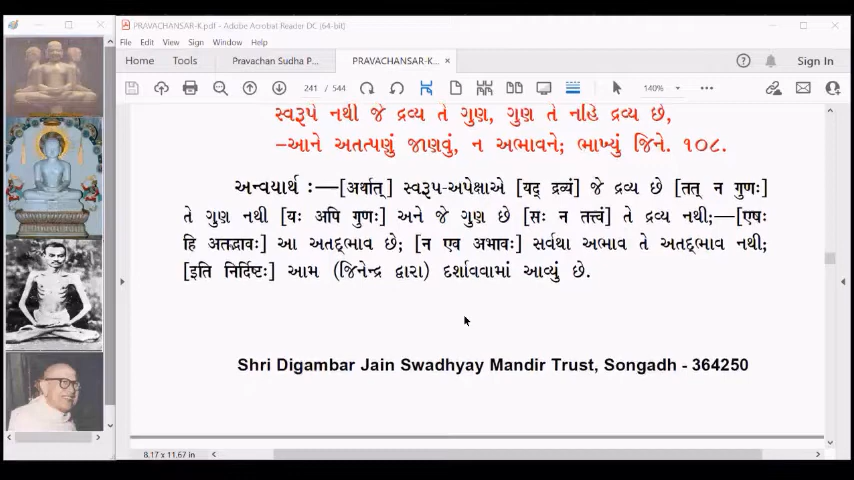 PRAVACHANSAR-K.pdf - Adobe Acrobat Reader DC (64-bit)
File Edit View Sign Window Help
Home Tools Pravachan Sudha P... PRAVACHANSAR-K... × Sign In
241 / 544 140%
સ્વરૂપે નથી જે દ્રવ્ય તે ગુણ, ગુણ તે નહિ દ્રવ્ય છે,
–આને અતત્પણું જાણવું, ન અભાવને; ભાખ્યું જિને. ૧૦૮.
અન્વયાર્થ :—[अर्थात्] સ્વરૂપ-અપેક્ષાએ [यद् द्रव्यं] જે દ્રવ્ય છે [तत् न गुणः]
તે ગુણ નથી [यः अपि गुणः] અને જે ગુણ છે [सः न तत्त्वं] તે દ્રવ્ય નથી;—[एषः
हि अतद्भावः] આ અતદ્ભાવ છે; [न एव अभावः] સર્વથા અભાવ તે અતદ્ભાવ નથી;
[इति निर्दिष्टः] આમ (જિનેન્દ્ર દ્વારા) દર્શાવવામાં આવ્યું છે.
Shri Digambar Jain Swadhyay Mandir Trust, Songadh - 364250
8.17 x 11.67 in